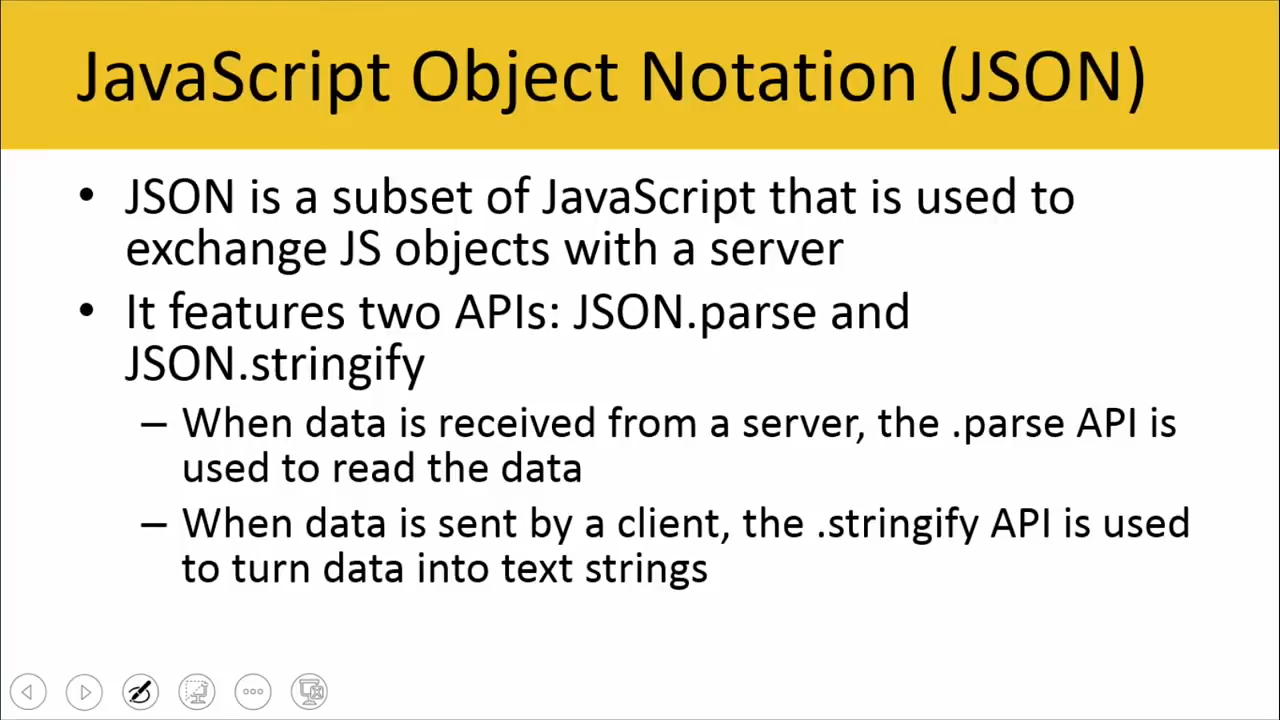 JavaScript Object Notation (JSON)
• JSON is a subset of JavaScript that is used to
exchange JS objects with a server
• It features two APIs: JSON.parse and
JSON.stringify
– When data is received from a server, the .parse API is
used to read the data
– When data is sent by a client, the .stringify API is used
to turn data into text strings